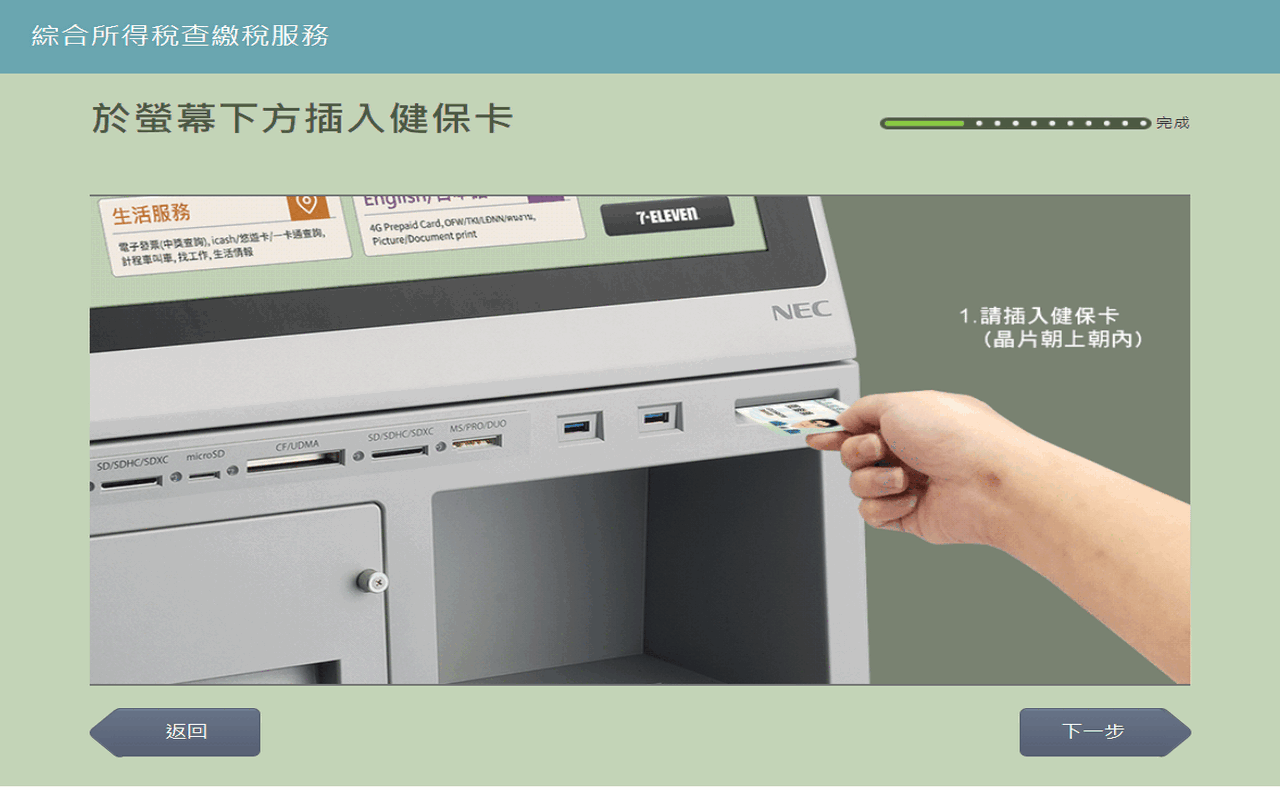 綜合所得稅查繳稅服務
於螢幕下方插入健保卡
完成
生活服務
電子發票(中獎查詢), icash/悠遊卡/一卡通查詢,
計程車叫車, 找工作, 生活情報
English/
4G Prepaid Card, OFW/TKI/LĐNN/คนงาน,
Picture/Document print
7-ELEVEN
NEC
1.請插入健保卡
(晶片朝上朝內)
SD/SDHC/SDXC
microSD
CF/UDMA
SD/SDHC/SDXC
MS/PRO/DUO
返回
下一步